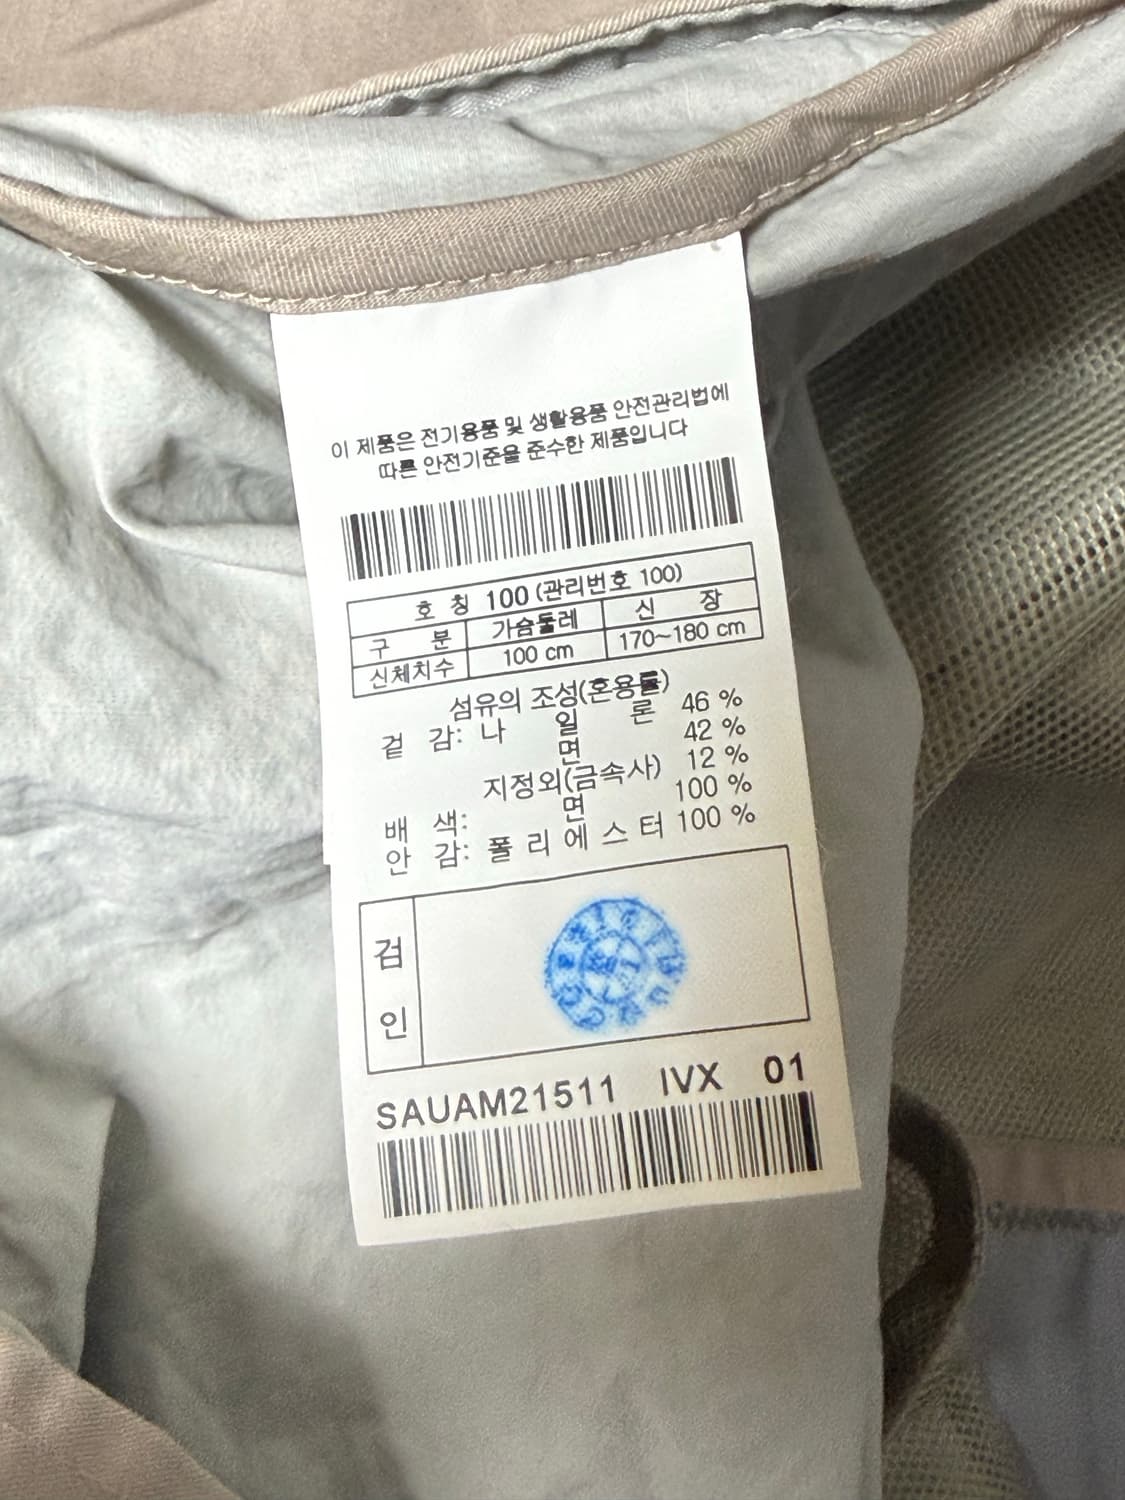 이 제품은 전기용품 및 생활용품 안전관리법에
따른 안전기준을 준수한 제품입니다
호 칭 100 (관리번호 100)
구 분 가슴둘레 신 장
신체치수 100 cm 170~180 cm
섬유의 조성(혼용률)
겉 감: 나 일 론 46 %
면 42 %
지정외(금속사) 12 %
배 색: 면 100 %
안 감: 폴 리 에 스 터 100 %
검
인
SAUAM21511 IVX 01